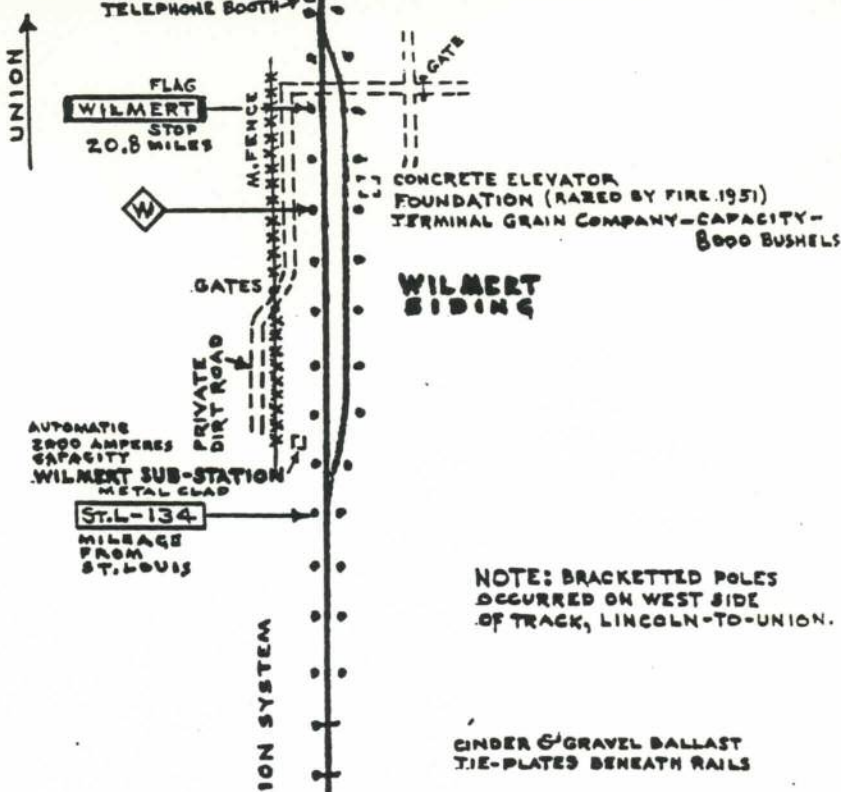 TELEPHONE BOOTH
UNION
GATE
FLAG
WILMERT
STOP
20.8 MILES
M. FENCE
W
CONCRETE ELEVATOR
FOUNDATION (RAZED BY FIRE 1951)
TERMINAL GRAIN COMPANY-CAPACITY-
8000 BUSHELS
GATES
WILMERT
SIDING
PRIVATE
DIRT ROAD
AUTOMATIC
AMPERES
CAPACITY
WILMERT SUB-STATION
METAL CLAD
ST.L-134
MILEAGE
FROM
ST. LOUIS
NOTE: BRACKETTED POLES
OCCURRED ON WEST SIDE
OF TRACK, LINCOLN-TO-UNION.
ION SYSTEM
CINDER & GRAVEL BALLAST
TIE-PLATES BENEATH RAILS